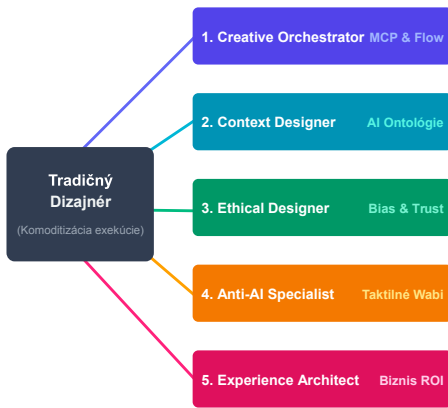 Tradičný
Dizajnér
(Komoditizácia exekúcie)
1. Creative Orchestrator MCP & Flow
2. Context Designer AI Ontológie
3. Ethical Designer Bias & Trust
4. Anti-AI Specialist Taktilné Wabi
5. Experience Architect Biznis ROI